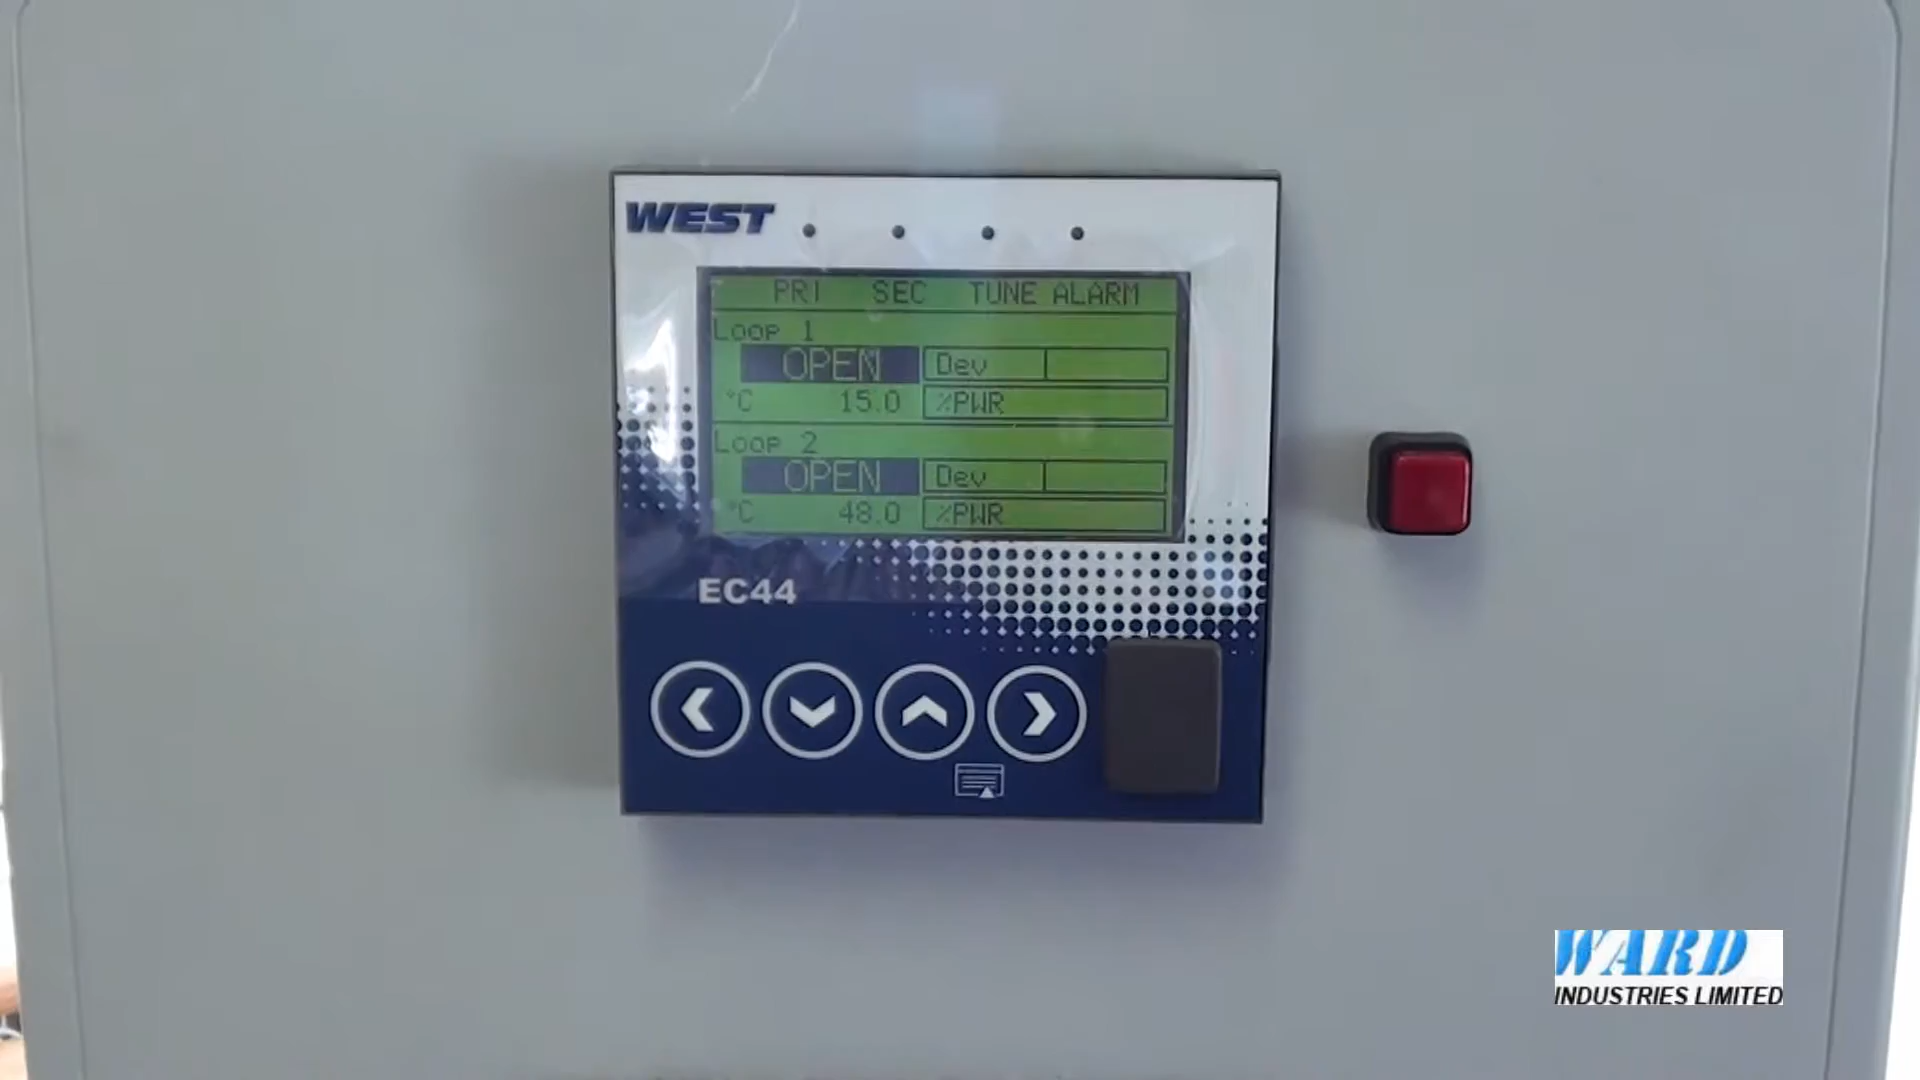 WEST
PRI SEC TUNE ALARM
Loop 1
OPEN Dev
°C 15.0 %PWR
Loop 2
OPEN Dev
°C 48.0 %PWR
EC44
WARD
INDUSTRIES LIMITED